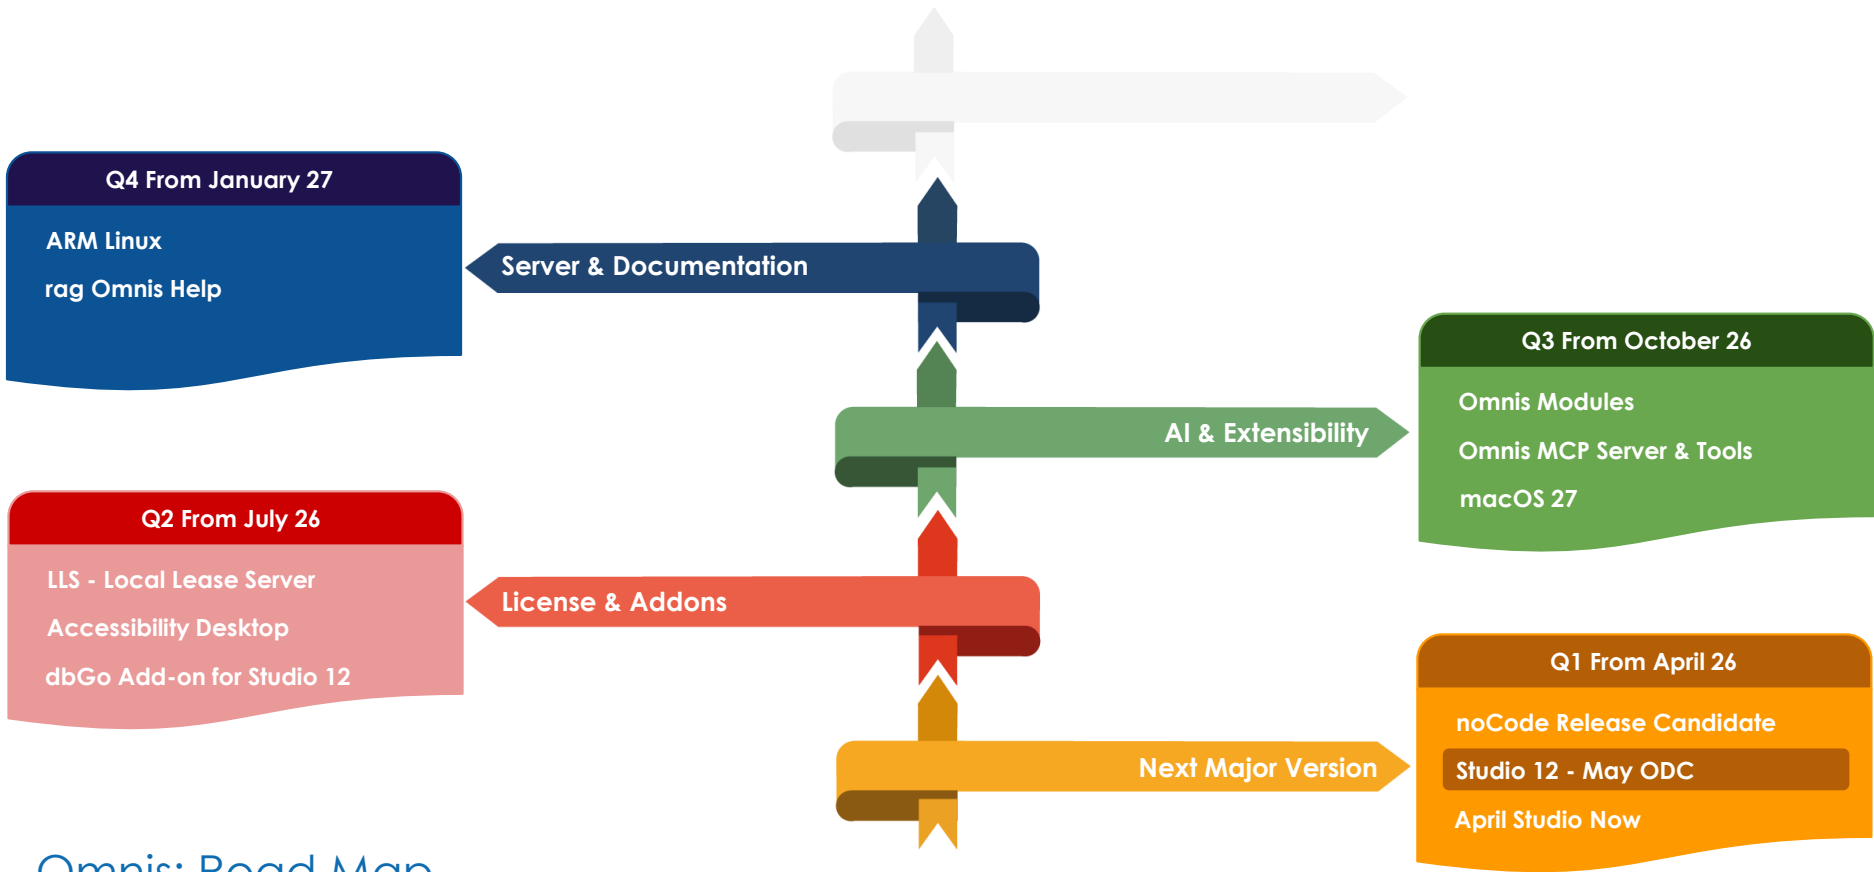 Q4 From January 27
ARM Linux
rag Omnis Help
Server & Documentation
Q3 From October 26
Omnis Modules
Omnis MCP Server & Tools
macOS 27
AI & Extensibility
Q2 From July 26
LLS - Local Lease Server
Accessibility Desktop
dbGo Add-on for Studio 12
License & Addons
Q1 From April 26
noCode Release Candidate
Studio 12 - May ODC
April Studio Now
Next Major Version
Omnis: Road Map